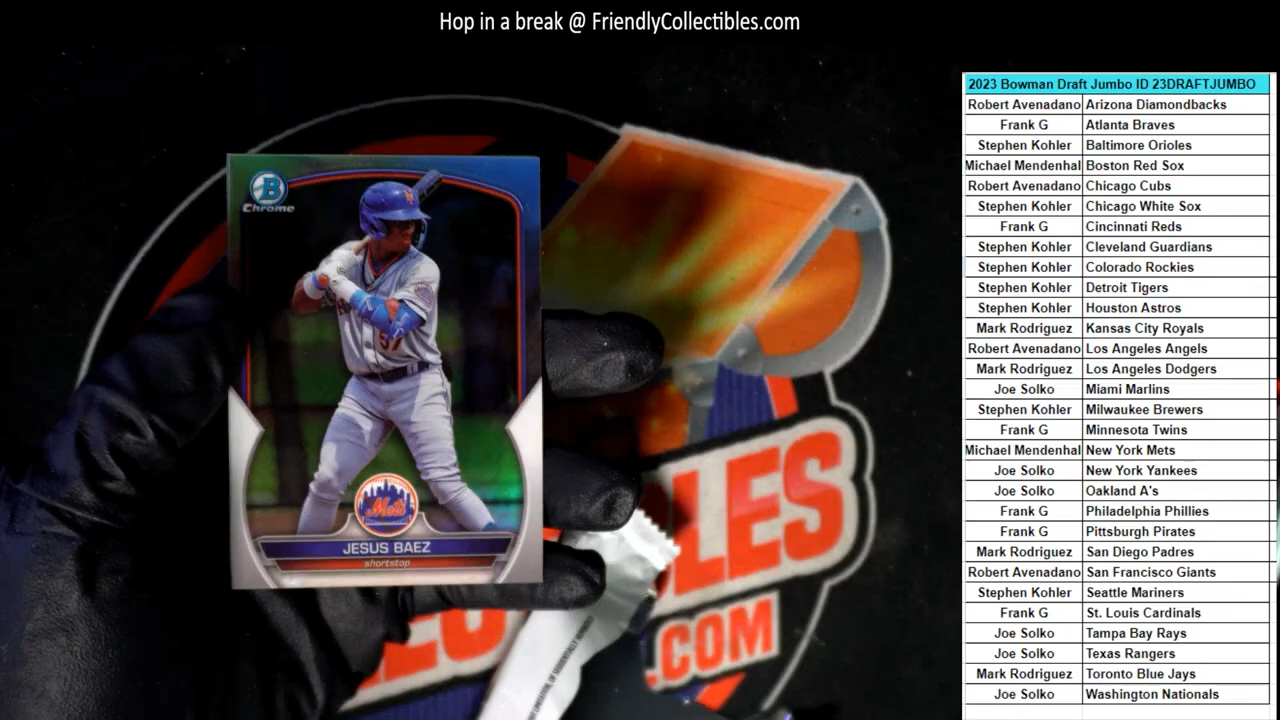 Hop in a break @ FriendlyCollectibles.com
2023 Bowman Draft Jumbo ID 23DRAFTJUMBO
Robert Avenadano Arizona Diamondbacks
Frank G Atlanta Braves
Stephen Kohler Baltimore Orioles
Michael Mendenhal Boston Red Sox
Robert Avenadano Chicago Cubs
Stephen Kohler Chicago White Sox
Frank G Cincinnati Reds
Stephen Kohler Cleveland Guardians
Stephen Kohler Colorado Rockies
Stephen Kohler Detroit Tigers
Stephen Kohler Houston Astros
Mark Rodriguez Kansas City Royals
Robert Avenadano Los Angeles Angels
Mark Rodriguez Los Angeles Dodgers
Joe Solko Miami Marlins
Stephen Kohler Milwaukee Brewers
Frank G Minnesota Twins
Michael Mendenhal New York Mets
Joe Solko New York Yankees
Joe Solko Oakland A's
Frank G Philadelphia Phillies
Frank G Pittsburgh Pirates
Mark Rodriguez San Diego Padres
Robert Avenadano San Francisco Giants
Stephen Kohler Seattle Mariners
Frank G St. Louis Cardinals
Joe Solko Tampa Bay Rays
Joe Solko Texas Rangers
Mark Rodriguez Toronto Blue Jays
Joe Solko Washington Nationals
B
Chrome
57
Mets
JESUS BAEZ
shortstop
LES
.COM